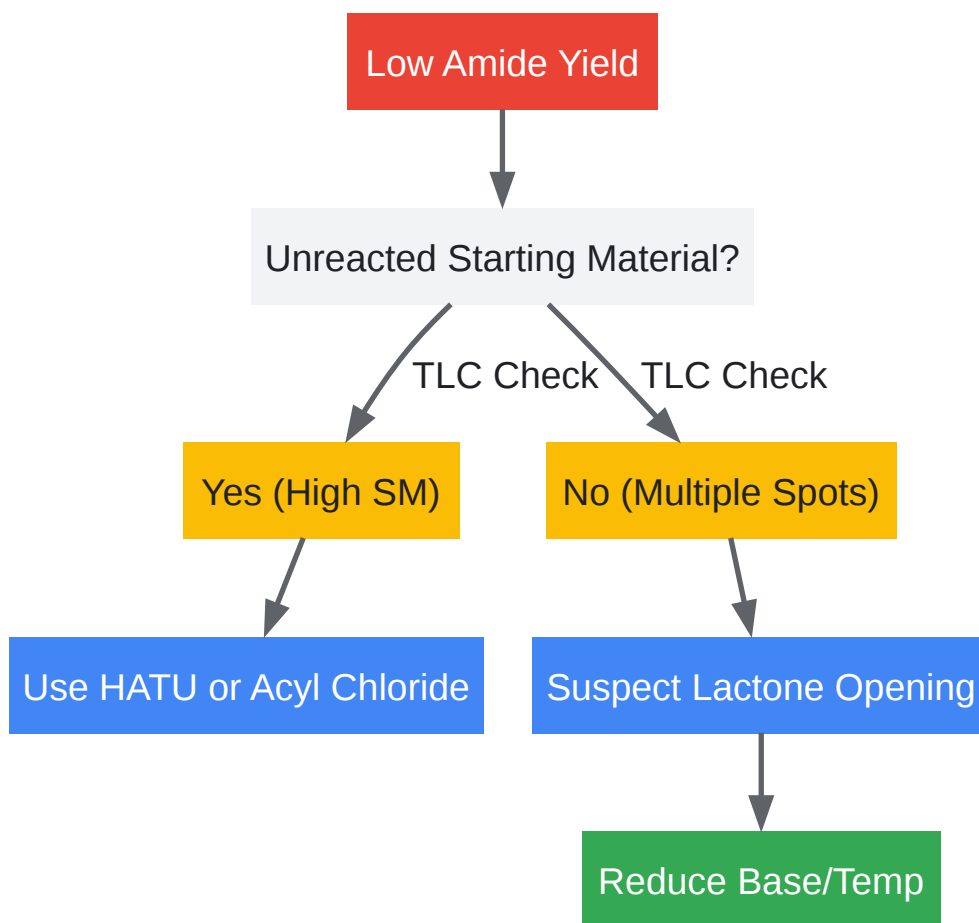 Low Amide Yield
Unreacted Starting Material?
TLC Check
TLC Check
Yes (High SM)
No (Multiple Spots)
Use HATU or Acyl Chloride
Suspect Lactone Opening
Reduce Base/Temp